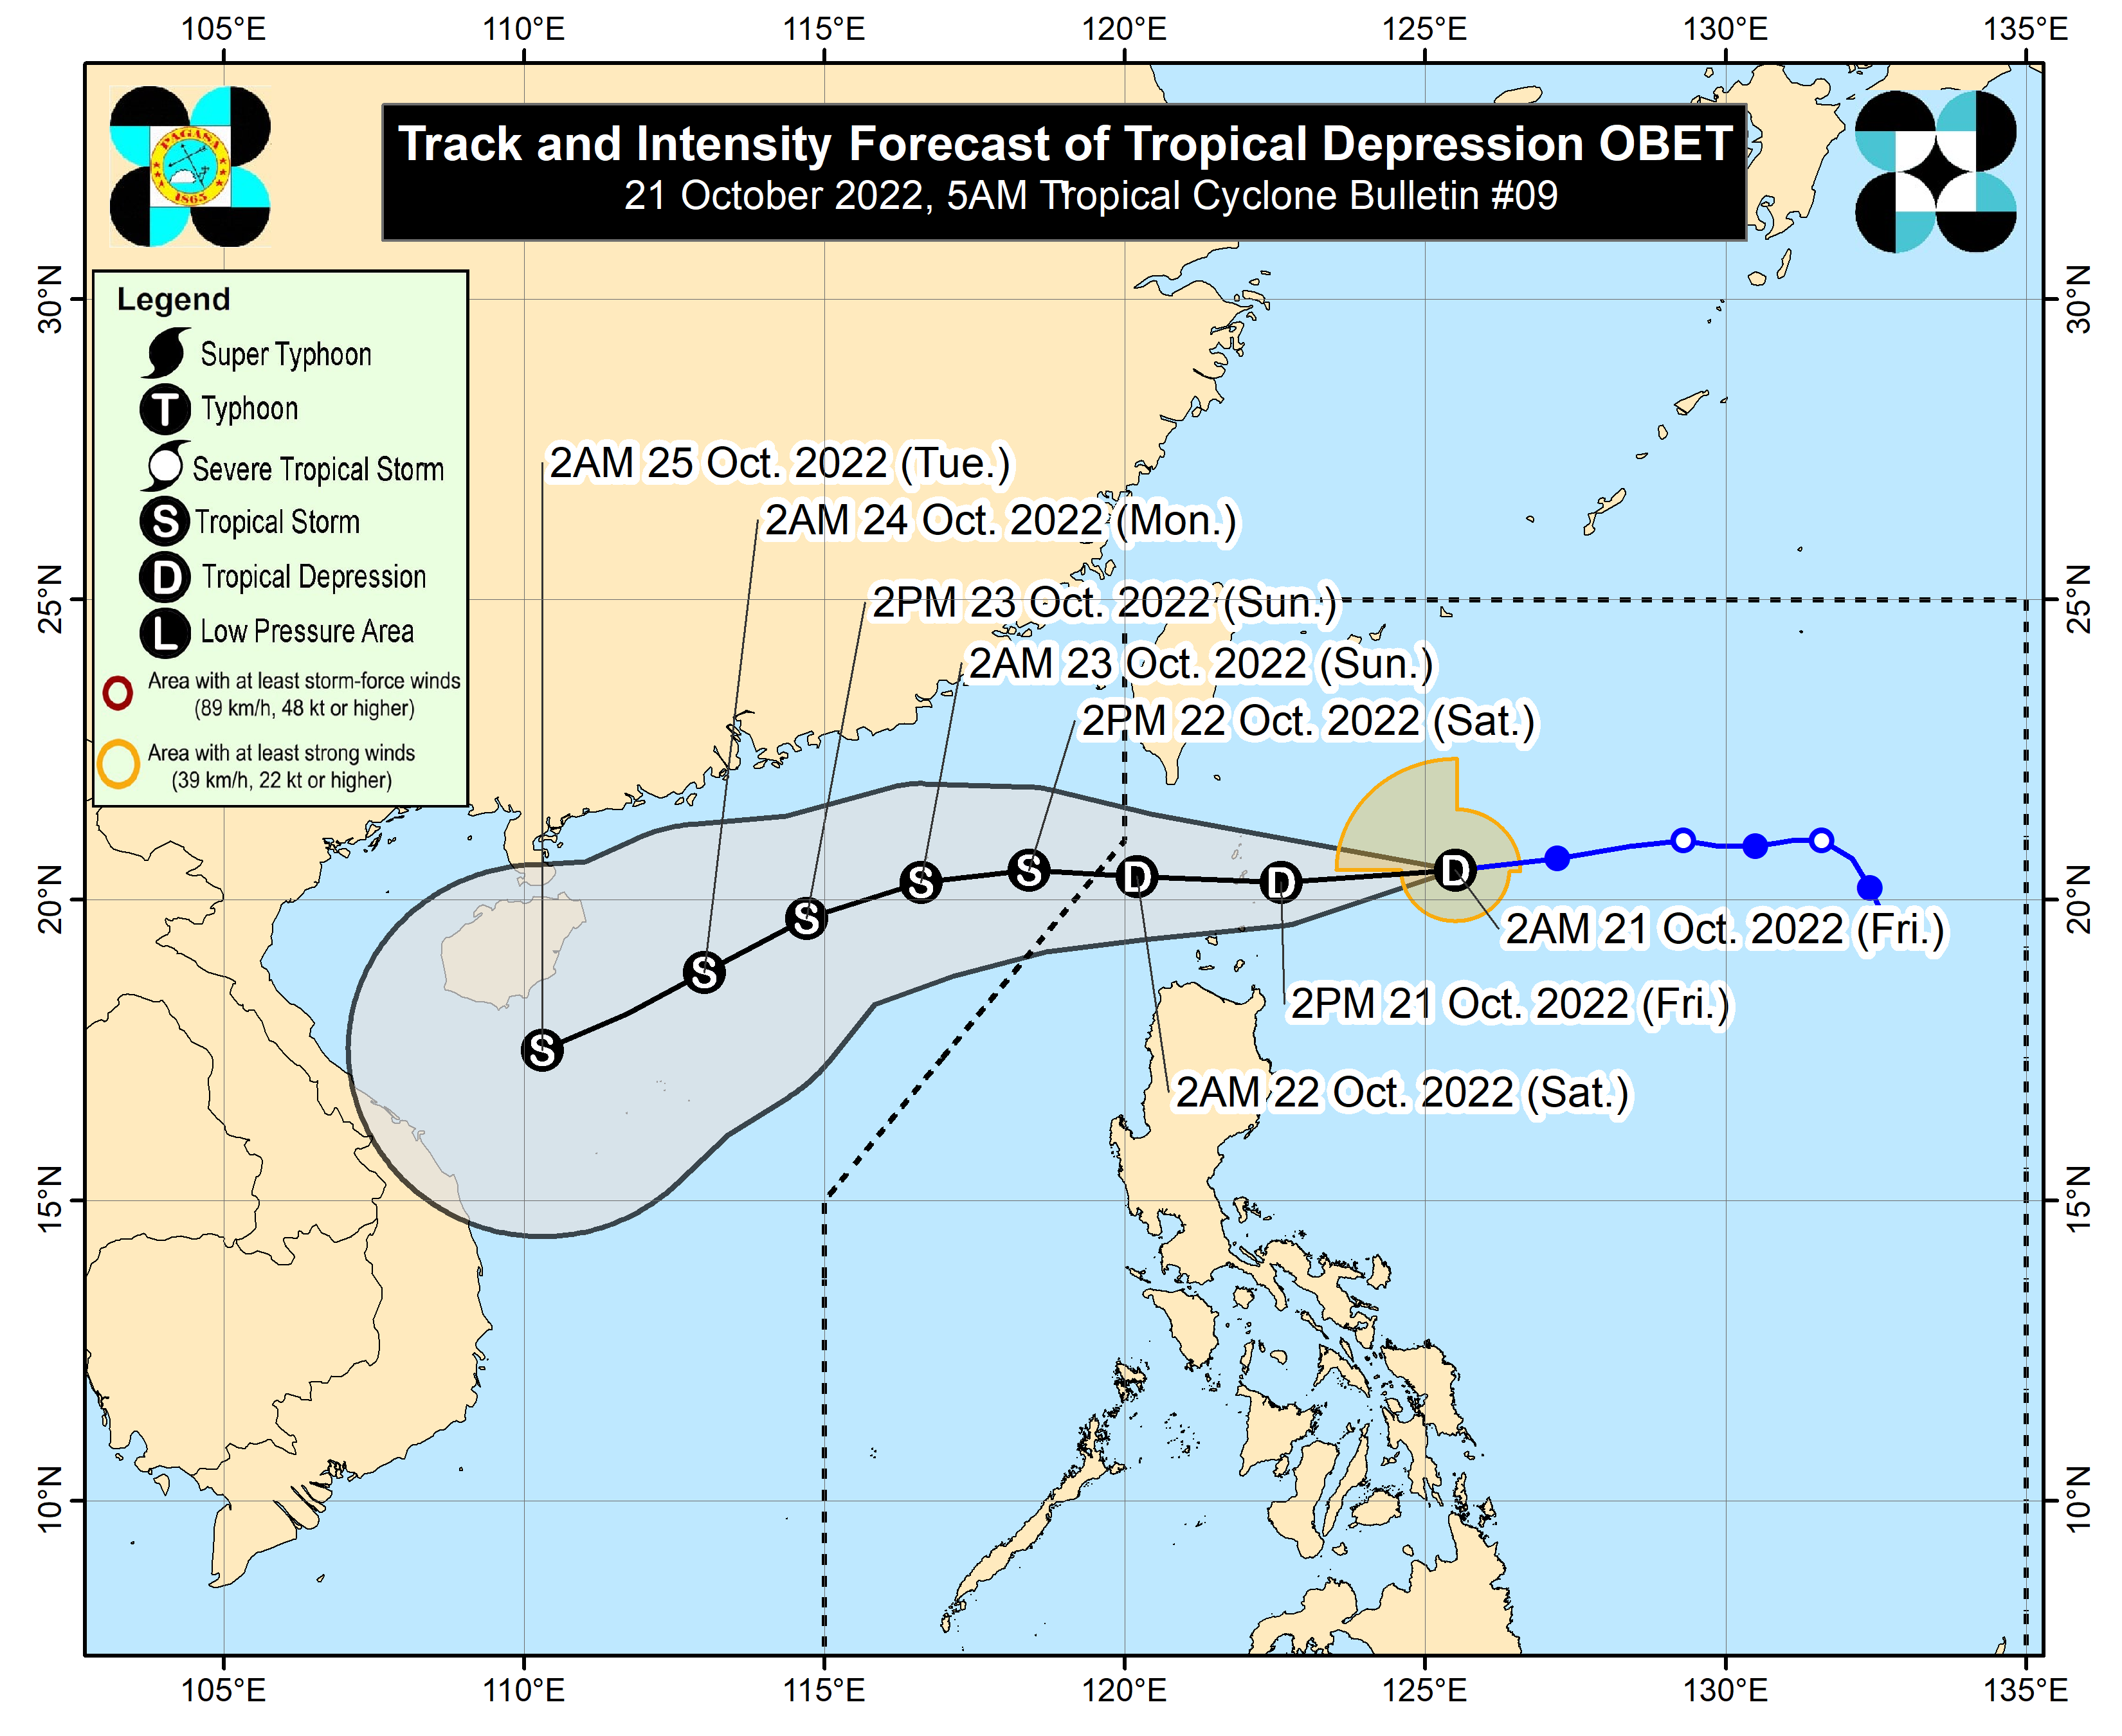 105°E 110°E 115°E 120°E 125°E 130°E 135°E
Track and Intensity Forecast of Tropical Depression OBET
21 October 2022, 5AM Tropical Cyclone Bulletin #09
PAGASA
1865
Legend
Super Typhoon
T Typhoon
Severe Tropical Storm
S Tropical Storm
D Tropical Depression
L Low Pressure Area
Area with at least storm-force winds
(89 km/h, 48 kt or higher)
Area with at least strong winds
(39 km/h, 22 kt or higher)
30°N 30°N
25°N 25°N
20°N 20°N
15°N 15°N
10°N 10°N
2AM 25 Oct. 2022 (Tue.)
2AM 24 Oct. 2022 (Mon.)
2PM 23 Oct. 2022 (Sun.)
2AM 23 Oct. 2022 (Sun.)
2PM 22 Oct. 2022 (Sat.)
S S S S S D D D
2AM 21 Oct. 2022 (Fri.)
2PM 21 Oct. 2022 (Fri.)
2AM 22 Oct. 2022 (Sat.)
105°E 110°E 115°E 120°E 125°E 130°E 135°E